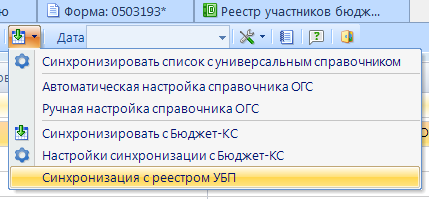 ю
Форма: 0503193*
Реестр участников бюдж...
Дата
Синхронизировать список с универсальным справочником
Автоматическая настройка справочника ОГС
Ручная настройка справочника ОГС
Синхронизировать с Бюджет-КС
Настройки синхронизации с Бюджет-КС
Синхронизация с реестром УБП